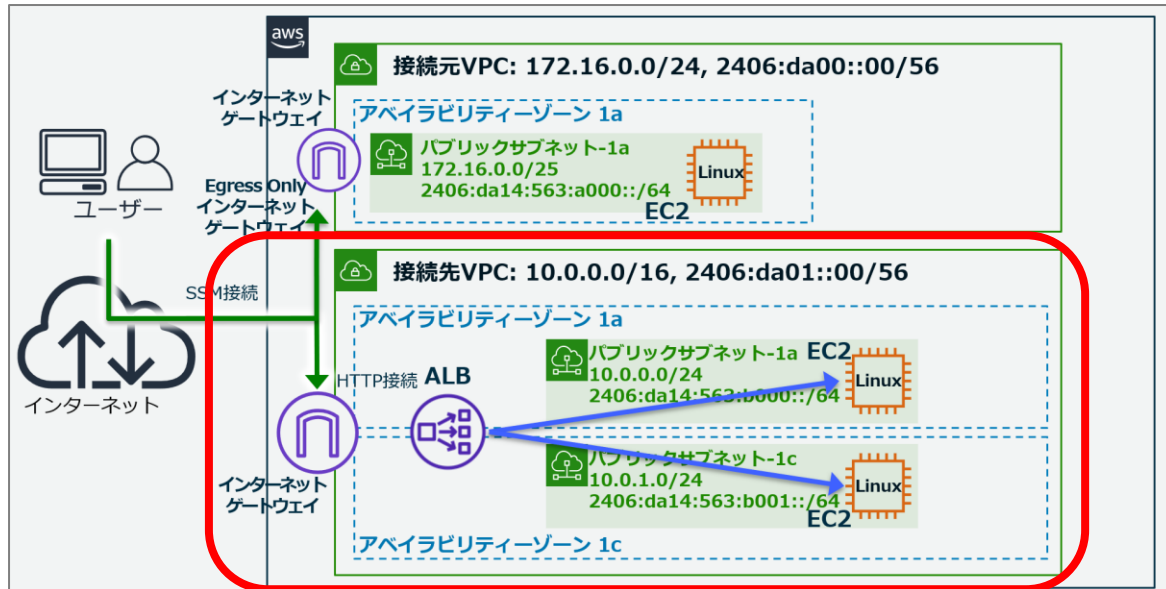 aws
接続元VPC: 172.16.0.0/24, 2406:da00::00/56
インターネット
ゲートウェイ
アベイラビリティーゾーン 1a
パブリックサブネット-1a
172.16.0.0/25
2406:da14:563:a000::/64
Linux
EC2
ユーザー
Egress Only
インターネット
ゲートウェイ
SSM接続
インターネット
接続先VPC: 10.0.0.0/16, 2406:da01::00/56
アベイラビリティーゾーン 1a
パブリックサブネット-1a
10.0.0.0/24
2406:da14:563:b000::/64
EC2
Linux
HTTP接続
ALB
インターネット
ゲートウェイ
パブリックサブネット-1c
10.0.1.0/24
2406:da14:563:b001::/64
Linux
EC2
アベイラビリティーゾーン 1c